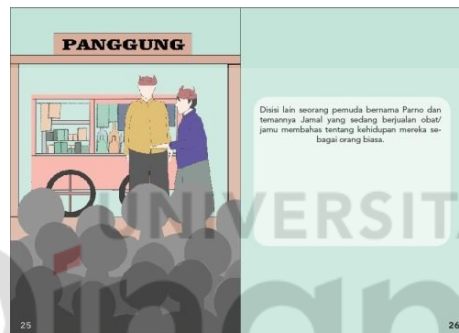 PANGGUNG
Disisi lain seorang pemuda bernama Parno dan
temannya Jamal yang sedang berjualan obat/
jamu membahas tentang kehidupan mereka se-
bagai orang biasa.
UNIVERSITA
25
26